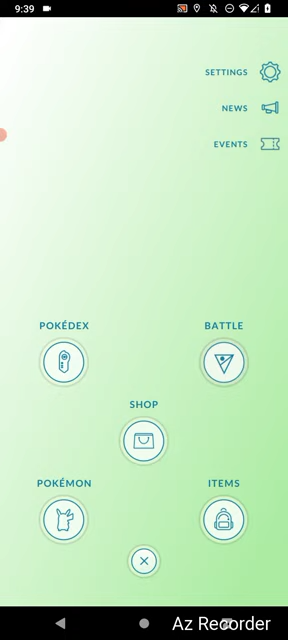 9:39
SETTINGS
NEWS
EVENTS
POKÉDEX
BATTLE
SHOP
POKÉMON
ITEMS
Az Recorder